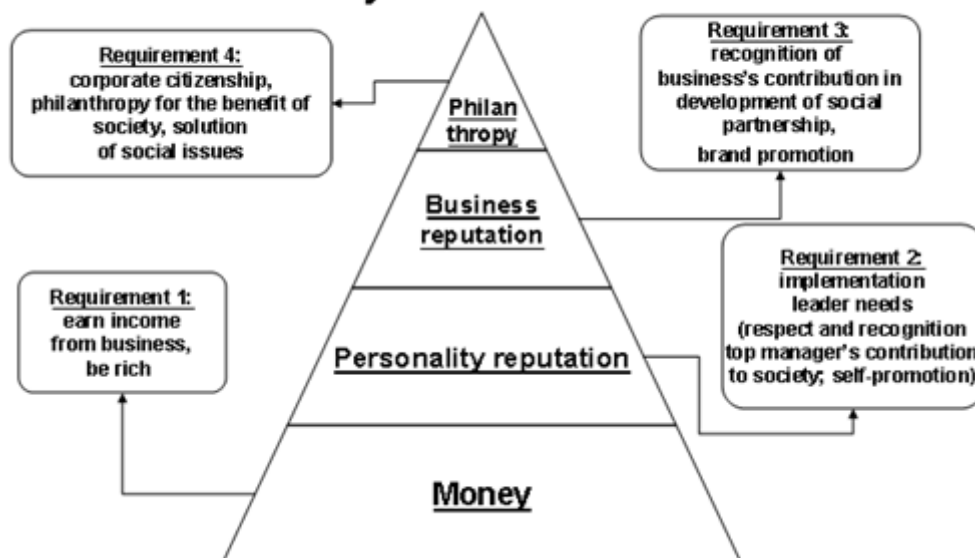 Requirement 4:
corporate citizenship,
philanthropy for the benefit of
society, solution
of social issues
Requirement 3:
recognition of
business's contribution in
development of social
partnership,
brand promotion
Philan
thropy
Business
reputation
Requirement 2:
implementation
leader needs
(respect and recognition
top manager's contribution
to society; self-promotion)
Requirement 1:
earn income
from business,
be rich
Personality reputation
Money